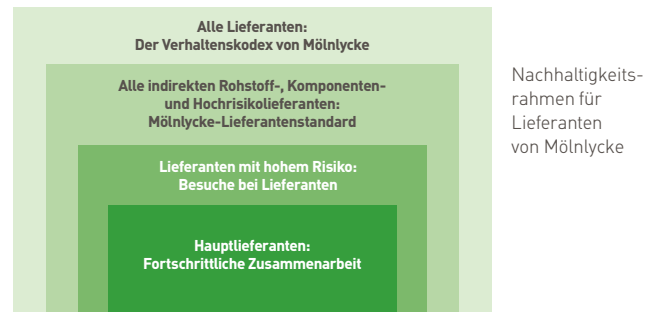 Alle Lieferanten:
Der Verhaltenskodex von Mölnlycke
Alle indirekten Rohstoff-, Komponenten-
und Hochrisikolieferanten:
Mölnlycke-Lieferantenstandard
Lieferanten mit hohem Risiko:
Besuche bei Lieferanten
Hauptlieferanten:
Fortschrittliche Zusammenarbeit
Nachhaltigkeits-
rahmen für
Lieferanten
von Mölnlycke